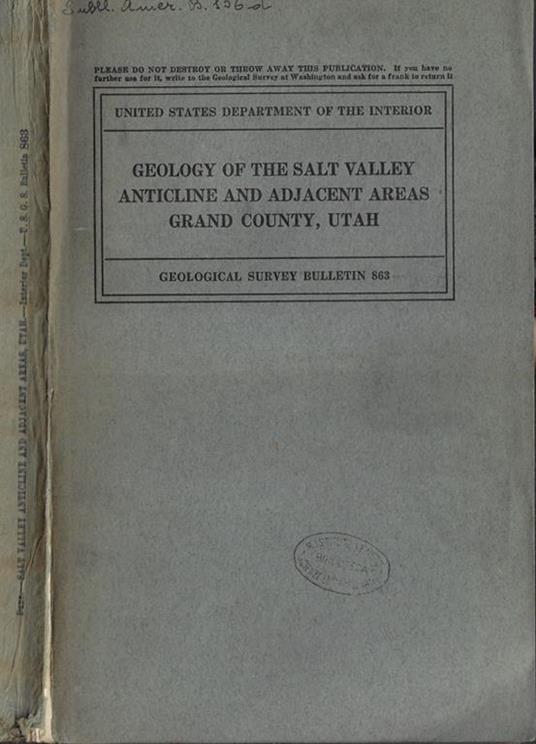 Publ. Amer. B. 156-d
PLEASE DO NOT DESTROY OR THROW AWAY THIS PUBLICATION. If you have no
further use for it, write to the Geological Survey at Washington and ask for a frank to return it
UNITED STATES DEPARTMENT OF THE INTERIOR
GEOLOGY OF THE SALT VALLEY
ANTICLINE AND ADJACENT AREAS
GRAND COUNTY, UTAH
GEOLOGICAL SURVEY BULLETIN 863
SALT VALLEY ANTICLINE AND ADJACENT AREAS, UTAH.—Interior Dept.—U. S. G. S. Bulletin 863